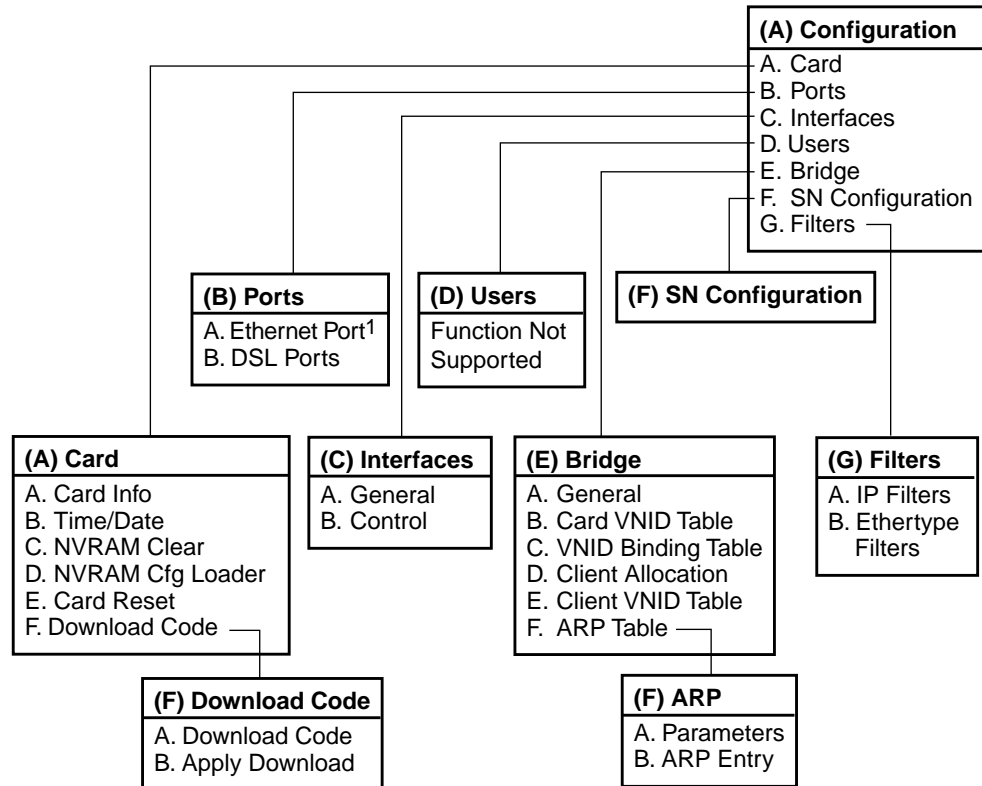 (A) Configuration
A. Card
B. Ports
C. Interfaces
D. Users
E. Bridge
F. SN Configuration
G. Filters
(B) Ports
A. Ethernet Port1
B. DSL Ports
(D) Users
Function Not
Supported
(F) SN Configuration
(A) Card
A. Card Info
B. Time/Date
C. NVRAM Clear
D. NVRAM Cfg Loader
E. Card Reset
F. Download Code
(C) Interfaces
A. General
B. Control
(E) Bridge
A. General
B. Card VNID Table
C. VNID Binding Table
D. Client Allocation
E. Client VNID Table
F. ARP Table
(G) Filters
A. IP Filters
B. Ethertype
Filters
(F) Download Code
A. Download Code
B. Apply Download
(F) ARP
A. Parameters
B. ARP Entry